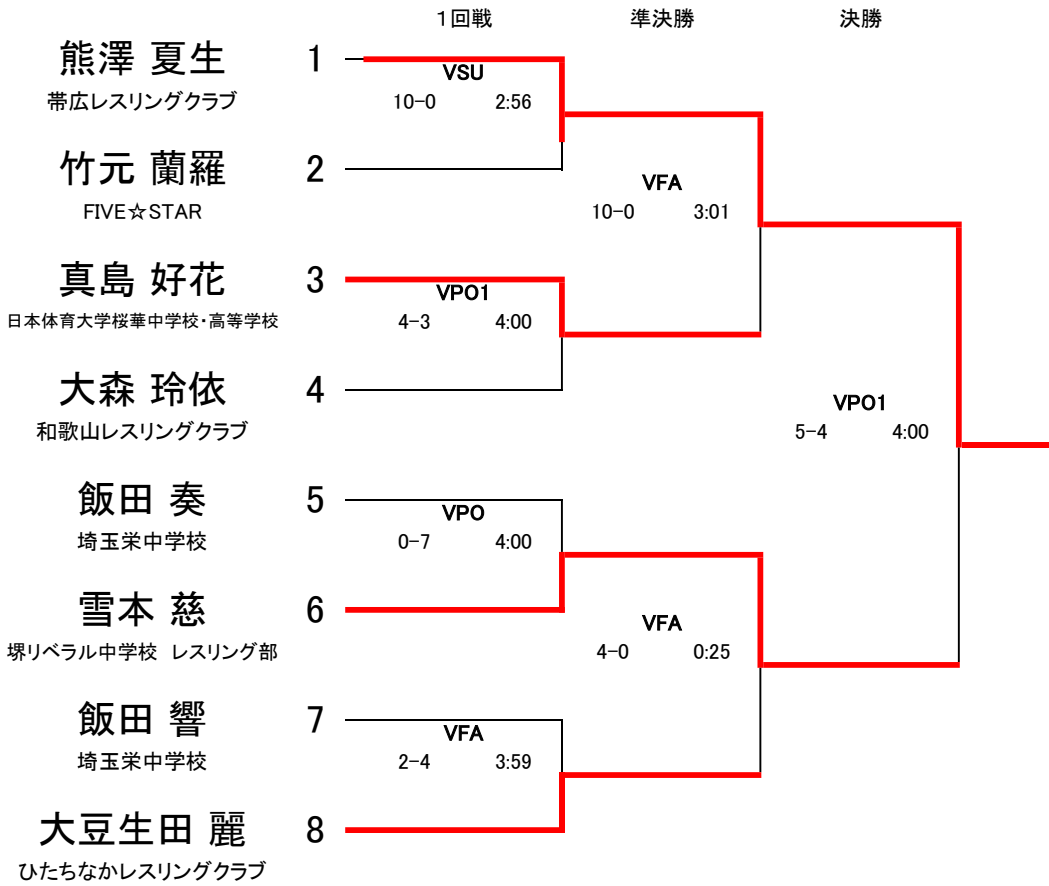 １回戦 準決勝 決勝
熊澤 夏生 1
帯広レスリングクラブ
VSU
10-0 2:56
竹元 蘭羅 2
FIVE☆STAR
VFA
10-0 3:01
真島 好花 3
日本体育大学桜華中学校・高等学校
VPO1
4-3 4:00
大森 玲依 4
和歌山レスリングクラブ
VPO1
5-4 4:00
飯田 奏 5
埼玉栄中学校
VPO
0-7 4:00
雪本 慈 6
堺リベラル中学校　レスリング部
VFA
4-0 0:25
飯田 響 7
埼玉栄中学校
VFA
2-4 3:59
大豆生田 麗 8
ひたちなかレスリングクラブ